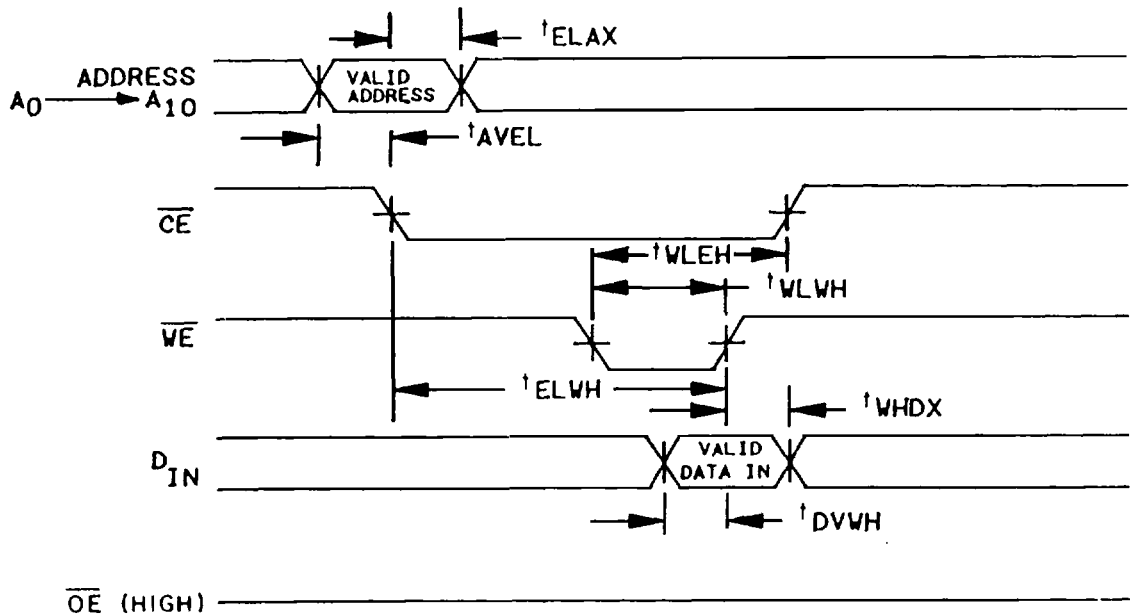 tELAX
ADDRESS
A0 → A10
VALID
ADDRESS
tAVEL
CE
tWLEH
tWLWH
WE
tELWH
tWHDX
DIN
VALID
DATA IN
tDVWH
OE (HIGH)